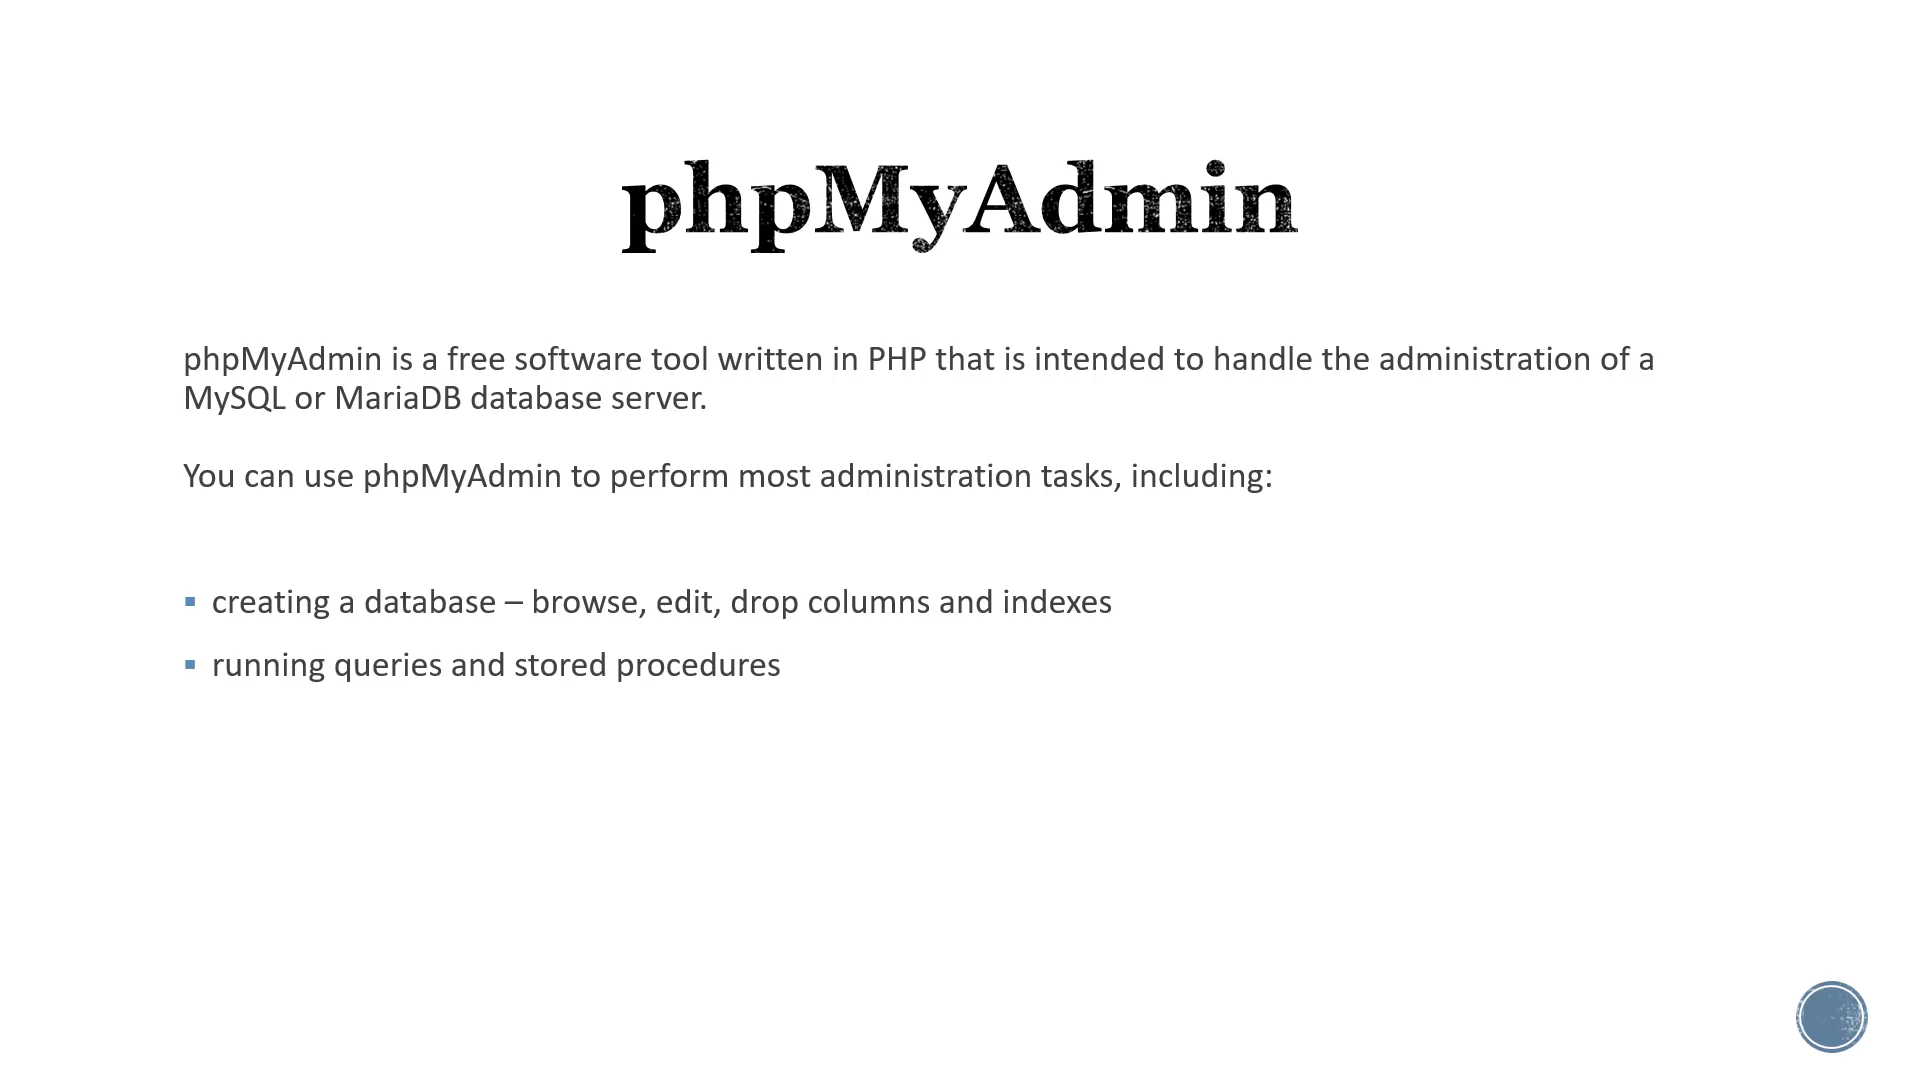 phpMyAdmin
phpMyAdmin is a free software tool written in PHP that is intended to handle the administration of a
MySQL or MariaDB database server.
You can use phpMyAdmin to perform most administration tasks, including:
▪ creating a database – browse, edit, drop columns and indexes
▪ running queries and stored procedures